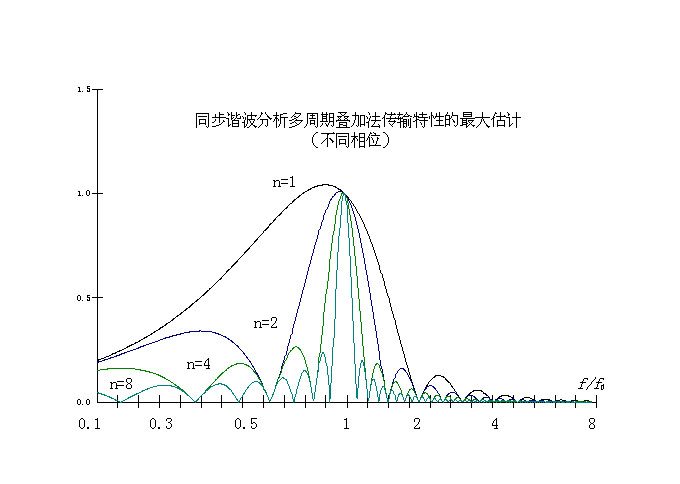 1.5
同步谐波分析多周期叠加法传输特性的最大估计
（不同相位）
n=1
1.0
0.5
n=2
n=4
n=8
f/f₀
0.0
0.1 0.3 0.5 1 2 4 8